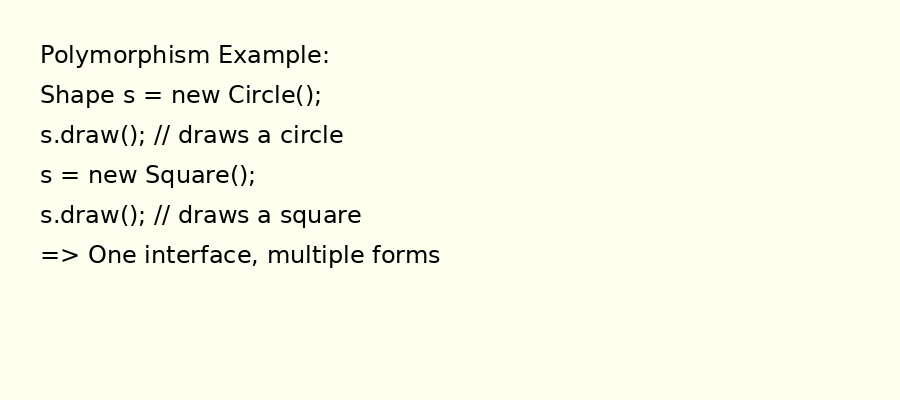 Polymorphism Example:
Shape s = new Circle();
s.draw(); // draws a circle
s = new Square();
s.draw(); // draws a square
=> One interface, multiple forms